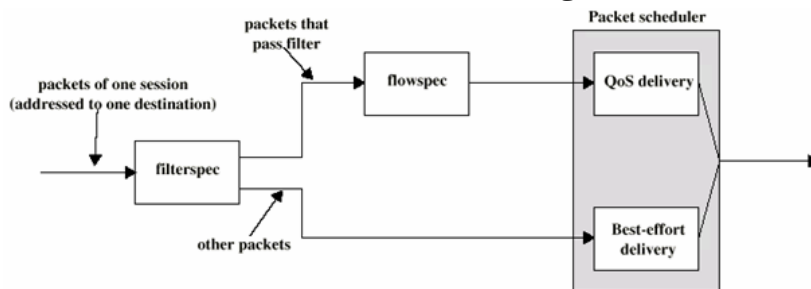 Packet scheduler
packets that
pass filter
packets of one session
(addressed to one destination)
flowspec
QoS delivery
filterspec
other packets
Best-effort
delivery